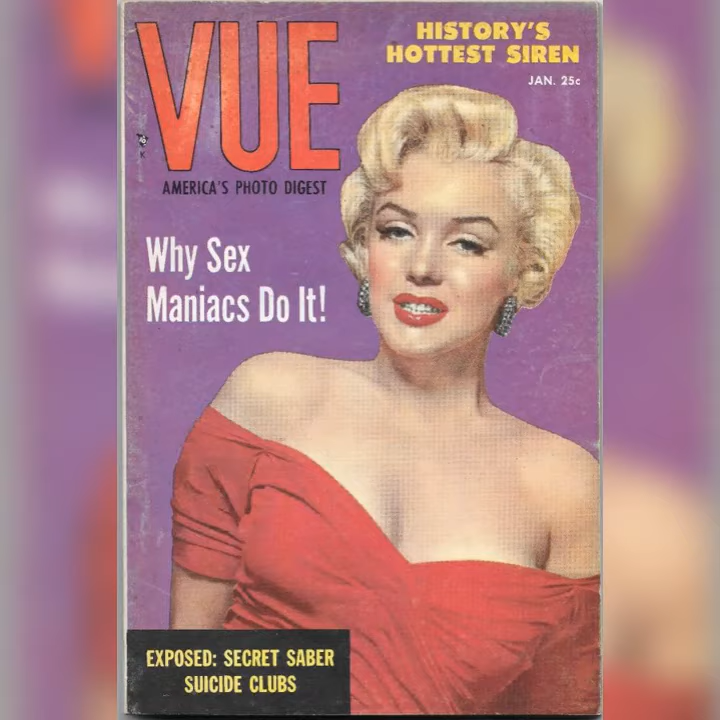 VUE
AMERICA'S PHOTO DIGEST
HISTORY'S
HOTTEST SIREN
JAN. 25c
K
Why Sex
Maniacs Do It!
EXPOSED: SECRET SABER
SUICIDE CLUBS